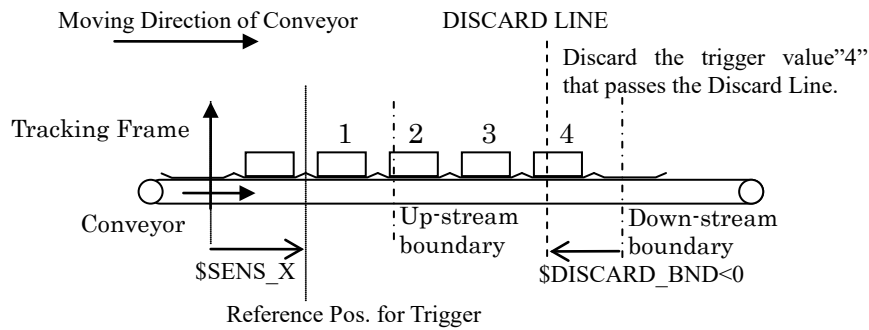 Moving Direction of Conveyor
DISCARD LINE
Discard the trigger value”4”
that passes the Discard Line.
Tracking Frame
1 2 3 4
Conveyor
Up-stream
boundary
Down-stream
boundary
$SENS_X
$DISCARD_BND<0
Reference Pos. for Trigger